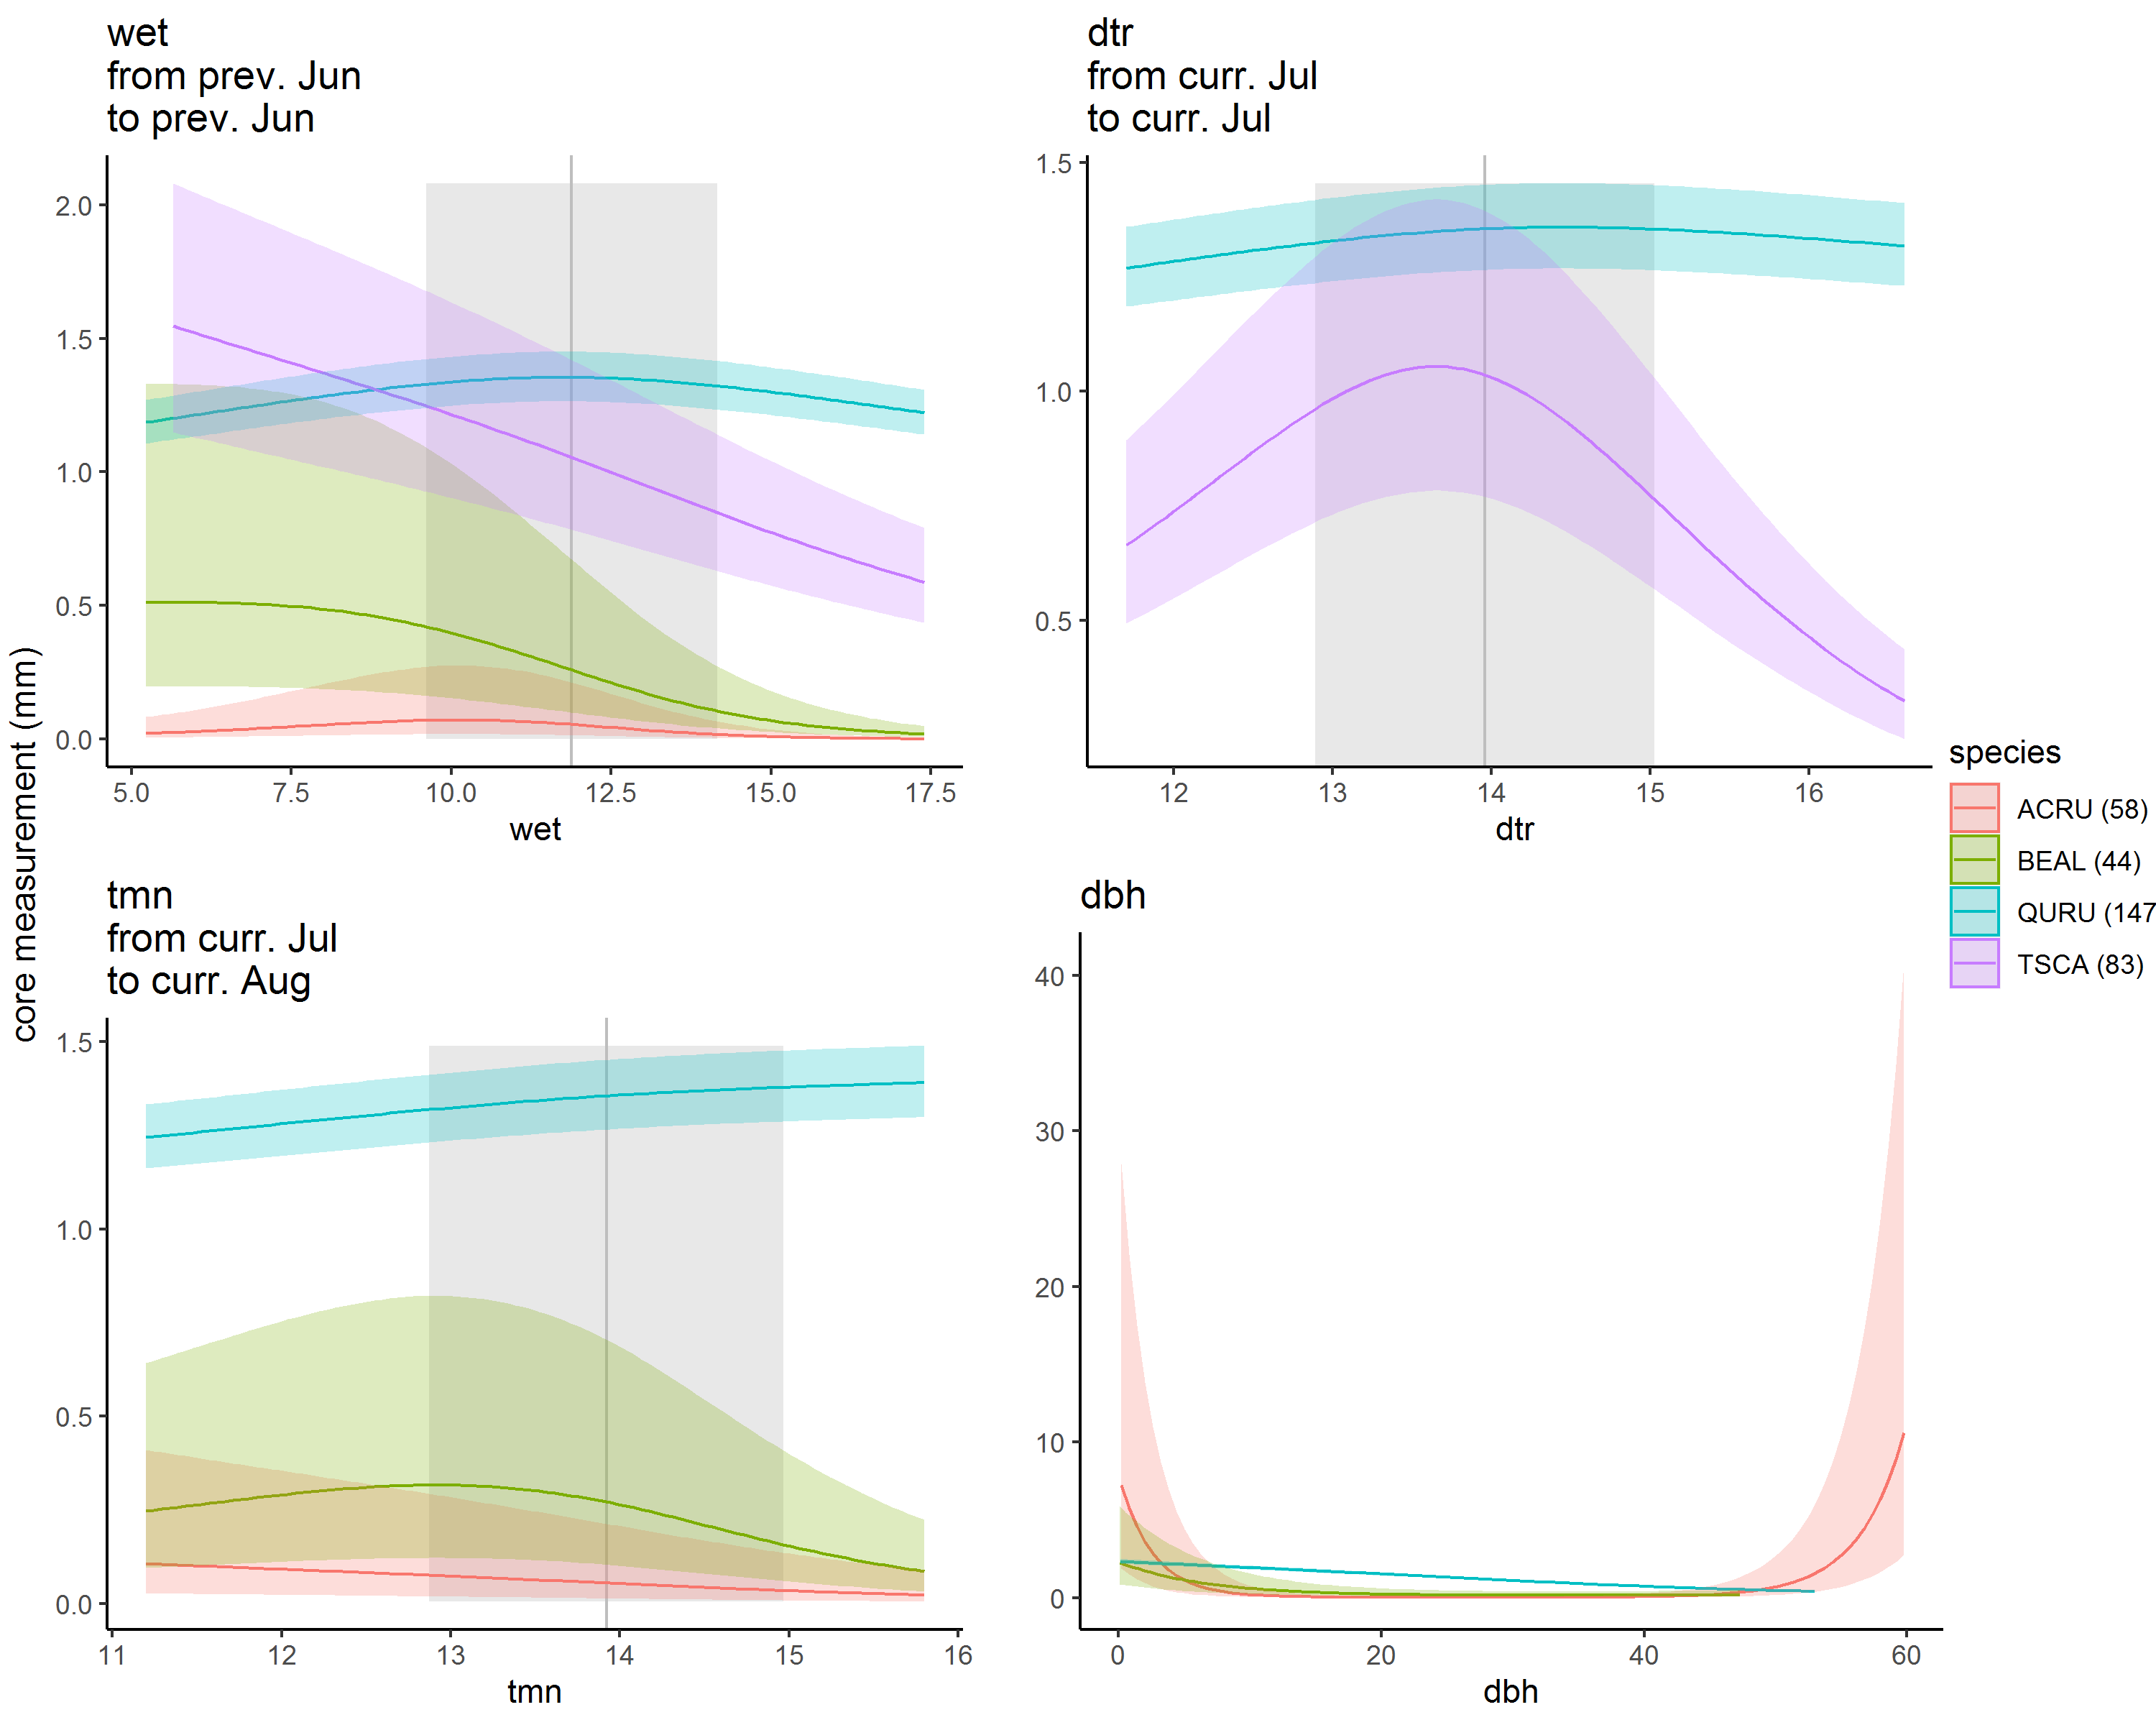 wet
from prev. Jun
to prev. Jun
2.0
1.5
1.0
0.5
0.0
5.0 7.5 10.0 12.5 15.0 17.5
wet
dtr
from curr. Jul
to curr. Jul
1.5
1.0
0.5
12 13 14 15 16
dtr
core measurement (mm)
tmn
from curr. Jul
to curr. Aug
1.5
1.0
0.5
0.0
11 12 13 14 15 16
tmn
dbh
40
30
20
10
0
0 20 40 60
dbh
species
ACRU (58)
BEAL (44)
QURU (147
TSCA (83)